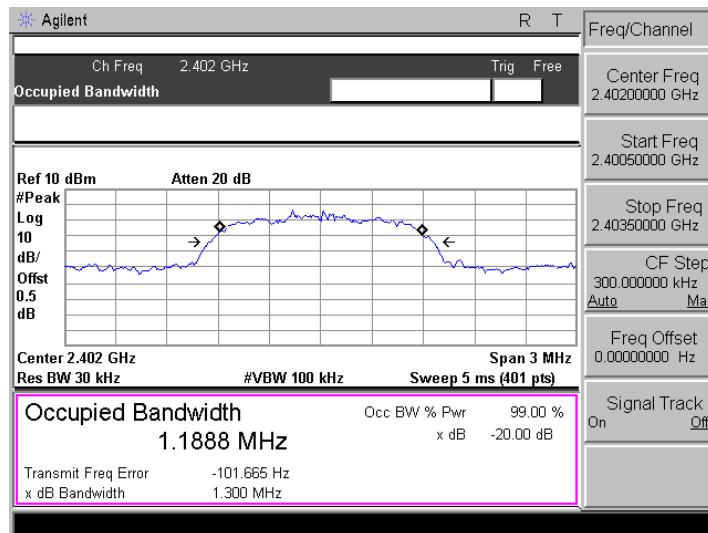 Agilent R T
Ch Freq 2.402 GHz Trig Free
Occupied Bandwidth
Ref 10 dBm Atten 20 dB
#Peak
Log
10
dB/
Offst
0.5
dB
Center 2.402 GHz Span 3 MHz
Res BW 30 kHz #VBW 100 kHz Sweep 5 ms (401 pts)
Occupied Bandwidth
1.1888 MHz
Occ BW % Pwr 99.00 %
x dB -20.00 dB
Transmit Freq Error -101.665 Hz
x dB Bandwidth 1.300 MHz
Freq/Channel
Center Freq
2.40200000 GHz
Start Freq
2.40050000 GHz
Stop Freq
2.40350000 GHz
CF Step
300.000000 kHz
Auto Ma
Freq Offset
0.00000000 Hz
Signal Track
On Off